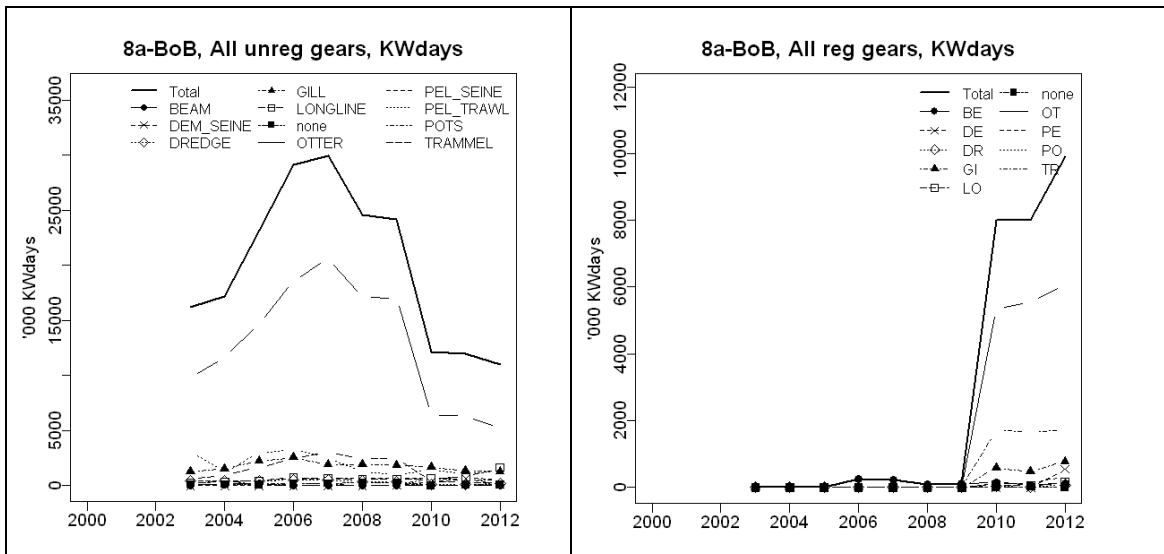 8a-BoB, All unreg gears, KWdays
Total GILL PEL_SEINE
BEAM LONGLINE PEL_TRAWL
DEM_SEINE none POTS
DREDGE OTTER TRAMMEL
'000 KWdays
35000
25000
15000
5000
0
2000 2002 2004 2006 2008 2010 2012
8a-BoB, All reg gears, KWdays
Total none
BE OT
DE PE
DR PO
GI TR
LO
'000 KWdays
12000
10000
8000
6000
4000
2000
0
2000 2002 2004 2006 2008 2010 2012